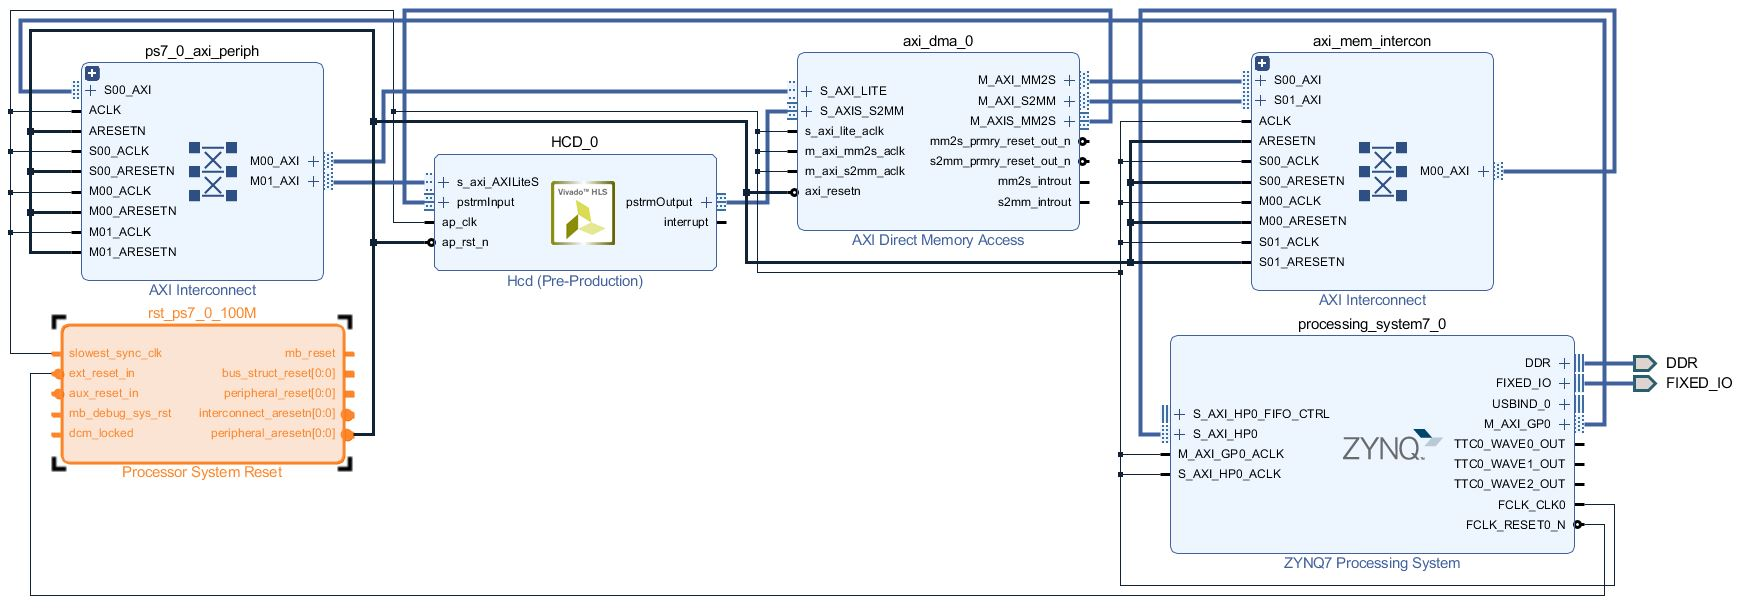 ps7_0_axi_periph
S00_AXI
ACLK
ARESETN
S00_ACLK
S00_ARESETN
M00_ACLK
M00_ARESETN
M01_ACLK
M01_ARESETN
M00_AXI
M01_AXI
AXI Interconnect
rst_ps7_0_100M
slowest_sync_clk
ext_reset_in
aux_reset_in
mb_debug_sys_rst
dcm_locked
mb_reset
bus_struct_reset[0:0]
peripheral_reset[0:0]
interconnect_aresetn[0:0]
peripheral_aresetn[0:0]
Processor System Reset
HCD_0
s_axi_AXILiteS
pstrmInput
ap_clk
ap_rst_n
Vivado™ HLS
pstrmOutput
interrupt
Hcd (Pre-Production)
axi_dma_0
S_AXI_LITE
S_AXIS_S2MM
s_axi_lite_aclk
m_axi_mm2s_aclk
m_axi_s2mm_aclk
axi_resetn
M_AXI_MM2S
M_AXI_S2MM
M_AXIS_MM2S
mm2s_prmry_reset_out_n
s2mm_prmry_reset_out_n
mm2s_introut
s2mm_introut
AXI Direct Memory Access
axi_mem_intercon
S00_AXI
S01_AXI
ACLK
ARESETN
S00_ACLK
S00_ARESETN
M00_ACLK
M00_ARESETN
S01_ACLK
S01_ARESETN
M00_AXI
AXI Interconnect
processing_system7_0
S_AXI_HP0_FIFO_CTRL
S_AXI_HP0
M_AXI_GP0_ACLK
S_AXI_HP0_ACLK
ZYNQ
DDR
FIXED_IO
USBIND_0
M_AXI_GP0
TTC0_WAVE0_OUT
TTC0_WAVE1_OUT
TTC0_WAVE2_OUT
FCLK_CLK0
FCLK_RESET0_N
ZYNQ7 Processing System
DDR
FIXED_IO